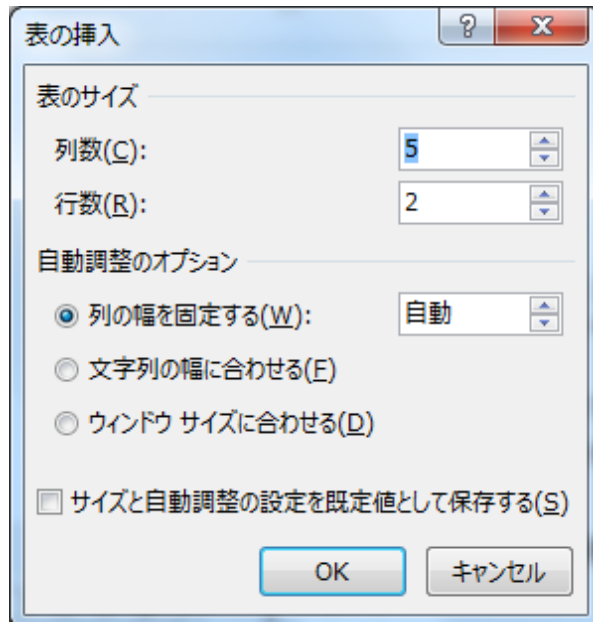 表の挿入
表のサイズ
列数(C): 5
行数(R): 2
自動調整のオプション
列の幅を固定する(W): 自動
文字列の幅に合わせる(F)
ウィンドウ サイズに合わせる(D)
サイズと自動調整の設定を既定値として保存する(S)
OK キャンセル